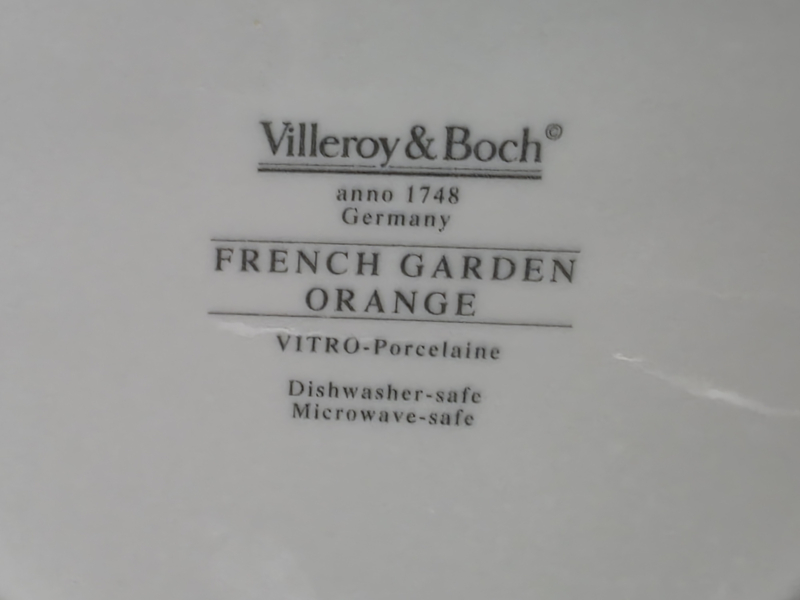 Villeroy & Boch©
anno 1748
Germany
FRENCH GARDEN
ORANGE
VITRO-Porcelaine
Dishwasher-safe
Microwave-safe